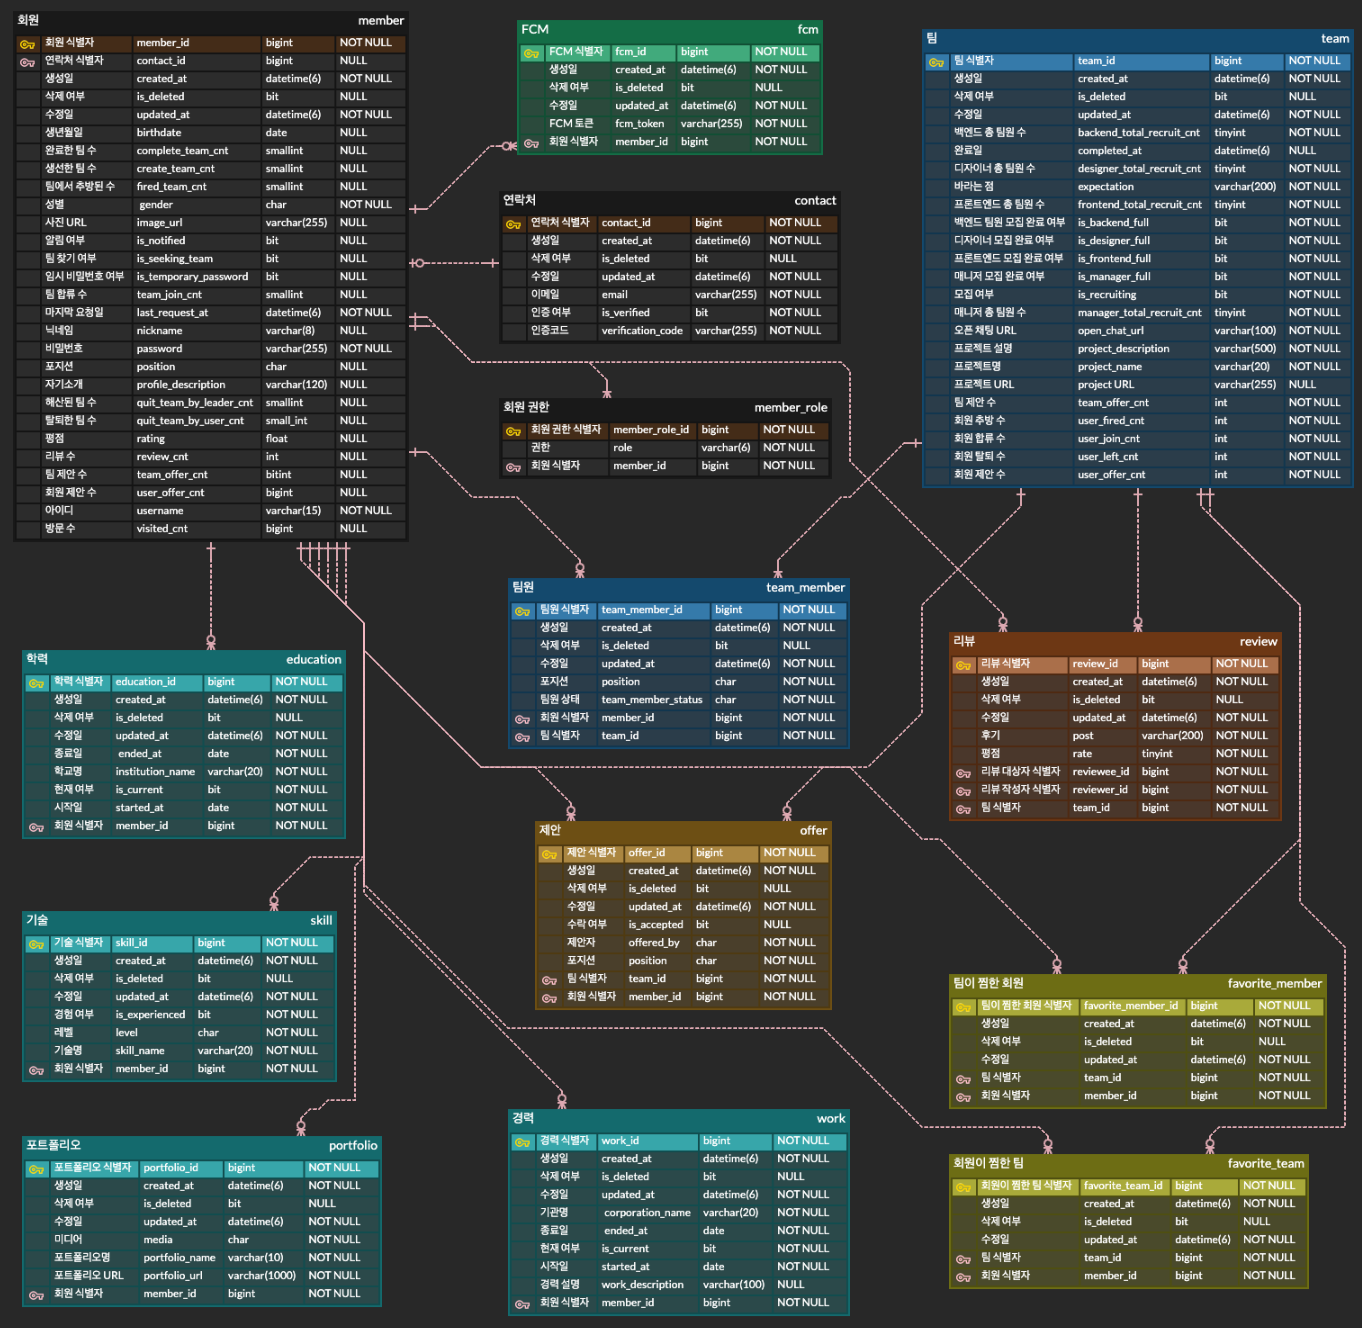 회원 member
회원 식별자 member_id bigint NOT NULL
연락처 식별자 contact_id bigint NULL
생성일 created_at datetime(6) NOT NULL
삭제 여부 is_deleted bit NULL
수정일 updated_at datetime(6) NOT NULL
생년월일 birthdate date NULL
완료한 팀 수 complete_team_cnt smallint NULL
생선한 팀 수 create_team_cnt smallint NULL
팀에서 추방된 수 fired_team_cnt smallint NULL
성별 gender char NOT NULL
사진 URL image_url varchar(255) NULL
알림 여부 is_notified bit NULL
팀 찾기 여부 is_seeking_team bit NULL
임시 비밀번호 여부 is_temporary_password bit NULL
팀 합류 수 team_join_cnt smallint NULL
마지막 요청일 last_request_at datetime(6) NOT NULL
닉네임 nickname varchar(8) NULL
비밀번호 password varchar(255) NOT NULL
포지션 position char NULL
자기소개 profile_description varchar(120) NULL
해산된 팀 수 quit_team_by_leader_cnt smallint NULL
탈퇴한 팀 수 quit_team_by_user_cnt small_int NULL
평점 rating float NULL
리뷰 수 review_cnt int NULL
팀 제안 수 team_offer_cnt bitint NULL
회원 제안 수 user_offer_cnt bigint NULL
아이디 username varchar(15) NOT NULL
방문 수 visited_cnt bigint NULL
FCM fcm
FCM 식별자 fcm_id bigint NOT NULL
생성일 created_at datetime(6) NOT NULL
삭제 여부 is_deleted bit NULL
수정일 updated_at datetime(6) NOT NULL
FCM 토큰 fcm_token varchar(255) NOT NULL
회원 식별자 member_id bigint NOT NULL
연락처 contact
연락처 식별자 contact_id bigint NOT NULL
생성일 created_at datetime(6) NOT NULL
삭제 여부 is_deleted bit NULL
수정일 updated_at datetime(6) NOT NULL
이메일 email varchar(255) NOT NULL
인증 여부 is_verified bit NOT NULL
인증코드 verification_code varchar(255) NOT NULL
회원 권한 member_role
회원 권한 식별자 member_role_id bigint NOT NULL
권한 role varchar(6) NOT NULL
회원 식별자 member_id bigint NOT NULL
팀 team
팀 식별자 team_id bigint NOT NULL
생성일 created_at datetime(6) NOT NULL
삭제 여부 is_deleted bit NULL
수정일 updated_at datetime(6) NOT NULL
백엔드 총 팀원 수 backend_total_recruit_cnt tinyint NOT NULL
완료일 completed_at datetime(6) NULL
디자이너 총 팀원 수 designer_total_recruit_cnt tinyint NOT NULL
바라는 점 expectation varchar(200) NOT NULL
프론트엔드 총 팀원 수 frontend_total_recruit_cnt tinyint NOT NULL
백엔드 팀원 모집 완료 여부 is_backend_full bit NOT NULL
디자이너 모집 완료 여부 is_designer_full bit NOT NULL
프론트엔드 모집 완료 여부 is_frontend_full bit NOT NULL
매니저 모집 완료 여부 is_manager_full bit NOT NULL
모집 여부 is_recruiting bit NOT NULL
매니저 총 팀원 수 manager_total_recruit_cnt tinyint NOT NULL
오픈 채팅 URL open_chat_url varchar(100) NOT NULL
프로젝트 설명 project_description varchar(500) NOT NULL
프로젝트명 project_name varchar(20) NOT NULL
프로젝트 URL project URL varchar(255) NULL
팀 제안 수 team_offer_cnt int NOT NULL
회원 추방 수 user_fired_cnt int NOT NULL
회원 합류 수 user_join_cnt int NOT NULL
회원 탈퇴 수 user_left_cnt int NOT NULL
회원 제안 수 user_offer_cnt int NOT NULL
팀원 team_member
팀원 식별자 team_member_id bigint NOT NULL
생성일 created_at datetime(6) NOT NULL
삭제 여부 is_deleted bit NULL
수정일 updated_at datetime(6) NOT NULL
포지션 position char NOT NULL
팀원 상태 team_member_status char NOT NULL
회원 식별자 member_id bigint NOT NULL
팀 식별자 team_id bigint NOT NULL
리뷰 review
리뷰 식별자 review_id bigint NOT NULL
생성일 created_at datetime(6) NOT NULL
삭제 여부 is_deleted bit NULL
수정일 updated_at datetime(6) NOT NULL
후기 post varchar(200) NOT NULL
평점 rate tinyint NOT NULL
리뷰 대상자 식별자 reviewee_id bigint NOT NULL
리뷰 작성자 식별자 reviewer_id bigint NOT NULL
팀 식별자 team_id bigint NOT NULL
학력 education
학력 식별자 education_id bigint NOT NULL
생성일 created_at datetime(6) NOT NULL
삭제 여부 is_deleted bit NULL
수정일 updated_at datetime(6) NOT NULL
종료일 ended_at date NOT NULL
학교명 institution_name varchar(20) NOT NULL
현재 여부 is_current bit NOT NULL
시작일 started_at date NOT NULL
회원 식별자 member_id bigint NOT NULL
제안 offer
제안 식별자 offer_id bigint NOT NULL
생성일 created_at datetime(6) NOT NULL
삭제 여부 is_deleted bit NULL
수정일 updated_at datetime(6) NOT NULL
수락 여부 is_accepted bit NULL
제안자 offered_by char NOT NULL
포지션 position char NOT NULL
팀 식별자 team_id bigint NOT NULL
회원 식별자 member_id bigint NOT NULL
기술 skill
기술 식별자 skill_id bigint NOT NULL
생성일 created_at datetime(6) NOT NULL
삭제 여부 is_deleted bit NULL
수정일 updated_at datetime(6) NOT NULL
경험 여부 is_experienced bit NOT NULL
레벨 level char NOT NULL
기술명 skill_name varchar(20) NOT NULL
회원 식별자 member_id bigint NOT NULL
팀이 찜한 회원 favorite_member
팀이 찜한 회원 식별자 favorite_member_id bigint NOT NULL
생성일 created_at datetime(6) NOT NULL
삭제 여부 is_deleted bit NULL
수정일 updated_at datetime(6) NOT NULL
팀 식별자 team_id bigint NOT NULL
회원 식별자 member_id bigint NOT NULL
포트폴리오 portfolio
포트폴리오 식별자 portfolio_id bigint NOT NULL
생성일 created_at datetime(6) NOT NULL
삭제 여부 is_deleted bit NULL
수정일 updated_at datetime(6) NOT NULL
미디어 media char NOT NULL
포트폴리오명 portfolio_name varchar(10) NOT NULL
포트폴리오 URL portfolio_url varchar(1000) NOT NULL
회원 식별자 member_id bigint NOT NULL
경력 work
경력 식별자 work_id bigint NOT NULL
생성일 created_at datetime(6) NOT NULL
삭제 여부 is_deleted bit NULL
수정일 updated_at datetime(6) NOT NULL
기관명 corporation_name varchar(20) NOT NULL
종료일 ended_at date NOT NULL
현재 여부 is_current bit NOT NULL
시작일 started_at date NOT NULL
경력 설명 work_description varchar(100) NULL
회원 식별자 member_id bigint NOT NULL
회원이 찜한 팀 favorite_team
회원이 찜한 팀 식별자 favorite_team_id bigint NOT NULL
생성일 created_at datetime(6) NOT NULL
삭제 여부 is_deleted bit NULL
수정일 updated_at datetime(6) NOT NULL
팀 식별자 team_id bigint NOT NULL
회원 식별자 member_id bigint NOT NULL